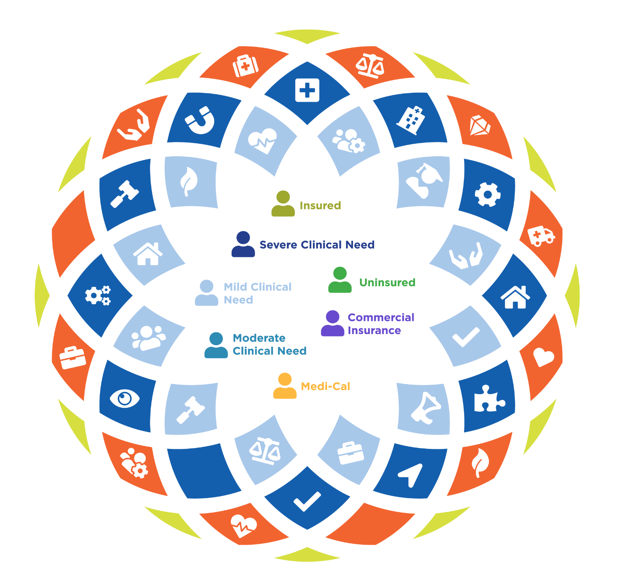 Insured
Severe Clinical Need
Uninsured
Mild Clinical
Need
Commercial
Insurance
Moderate
Clinical Need
Medi-Cal